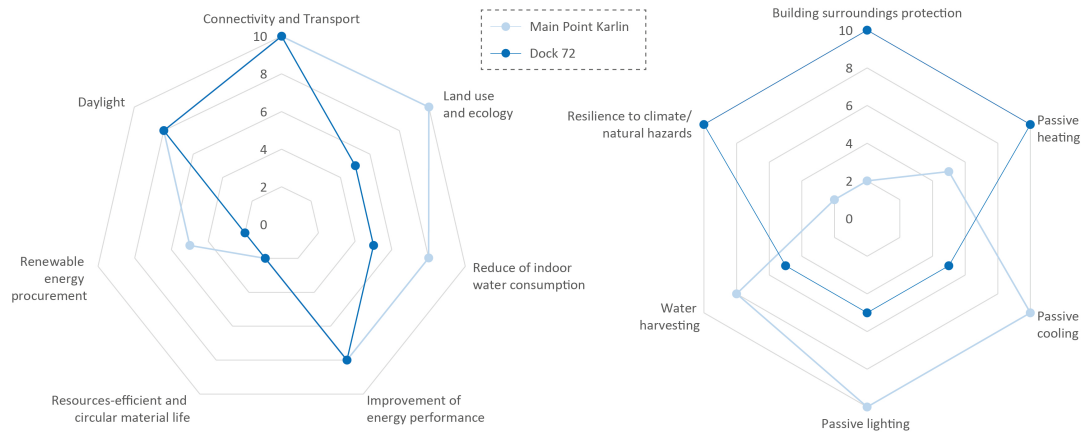 Connectivity and Transport
10
8
6
4
2
0
Land use
and ecology
Reduce of indoor
water consumption
Improvement of
energy performance
Resources-efficient and
circular material life
Renewable
energy
procurement
Daylight
Main Point Karlin
Dock 72
Building surroundings protection
10
8
6
4
2
0
Passive
heating
Passive
cooling
Passive lighting
Water
harvesting
Resilience to climate/
natural hazards